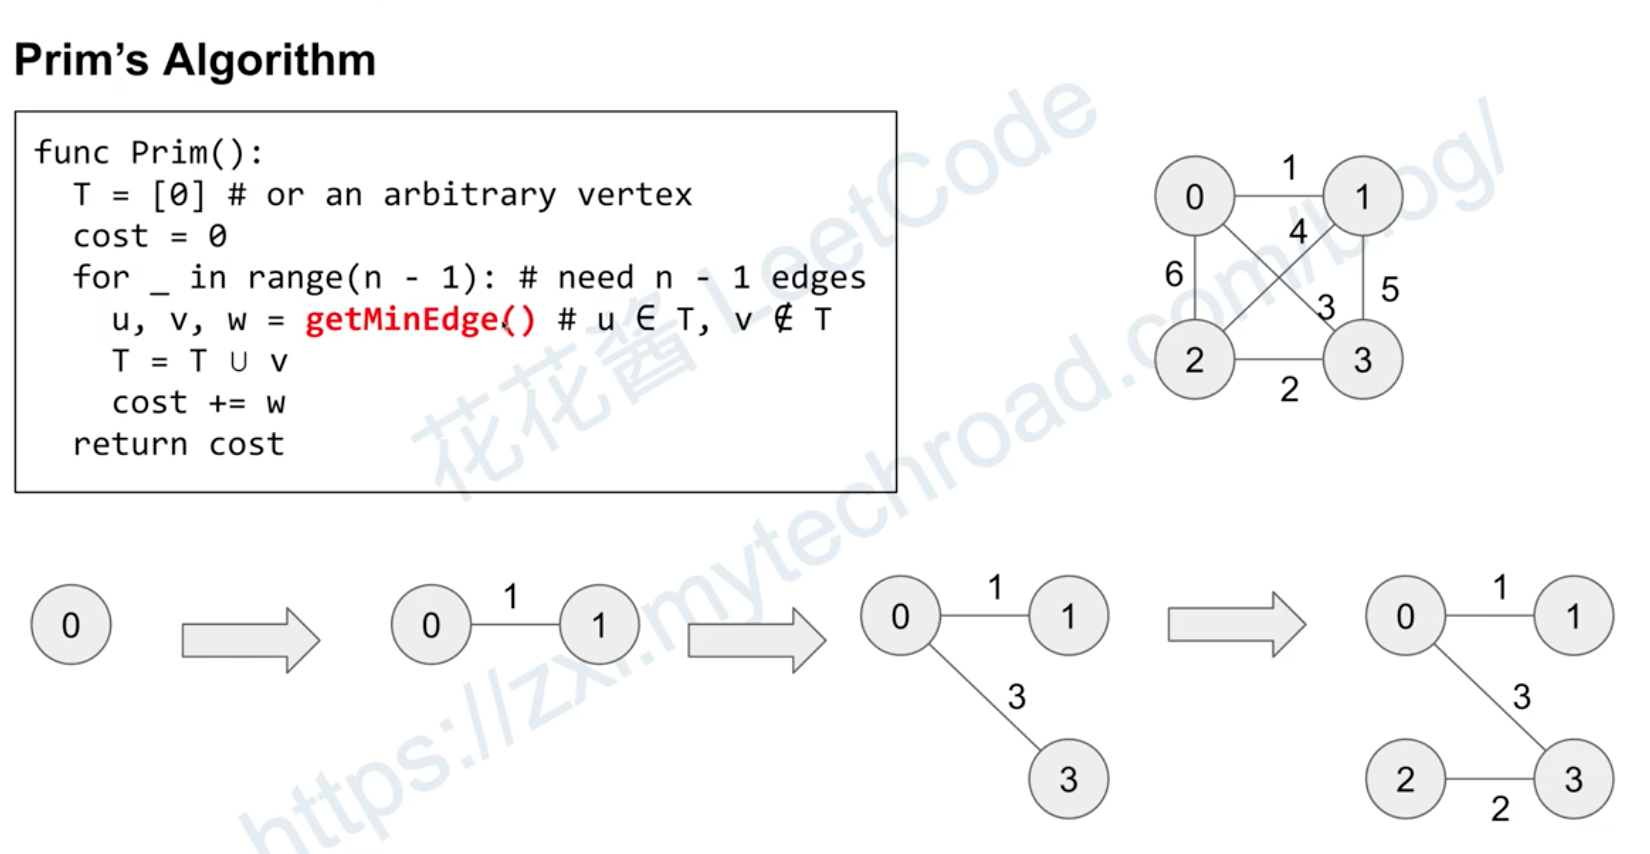 Prim’s Algorithm
func Prim():
T = [0] # or an arbitrary vertex
cost = 0
for _ in range(n - 1): # need n - 1 edges
u, v, w = getMinEdge() # u ∈ T, v ∉ T
T = T ∪ v
cost += w
return cost
0 1 1
4
6 5
3
2 2 3
0
0 1 1
0 1 1
3
3
0 1 1
3
2 2 3
花花酱 LeetCode
https://zxi.mytechroad.com/blog/